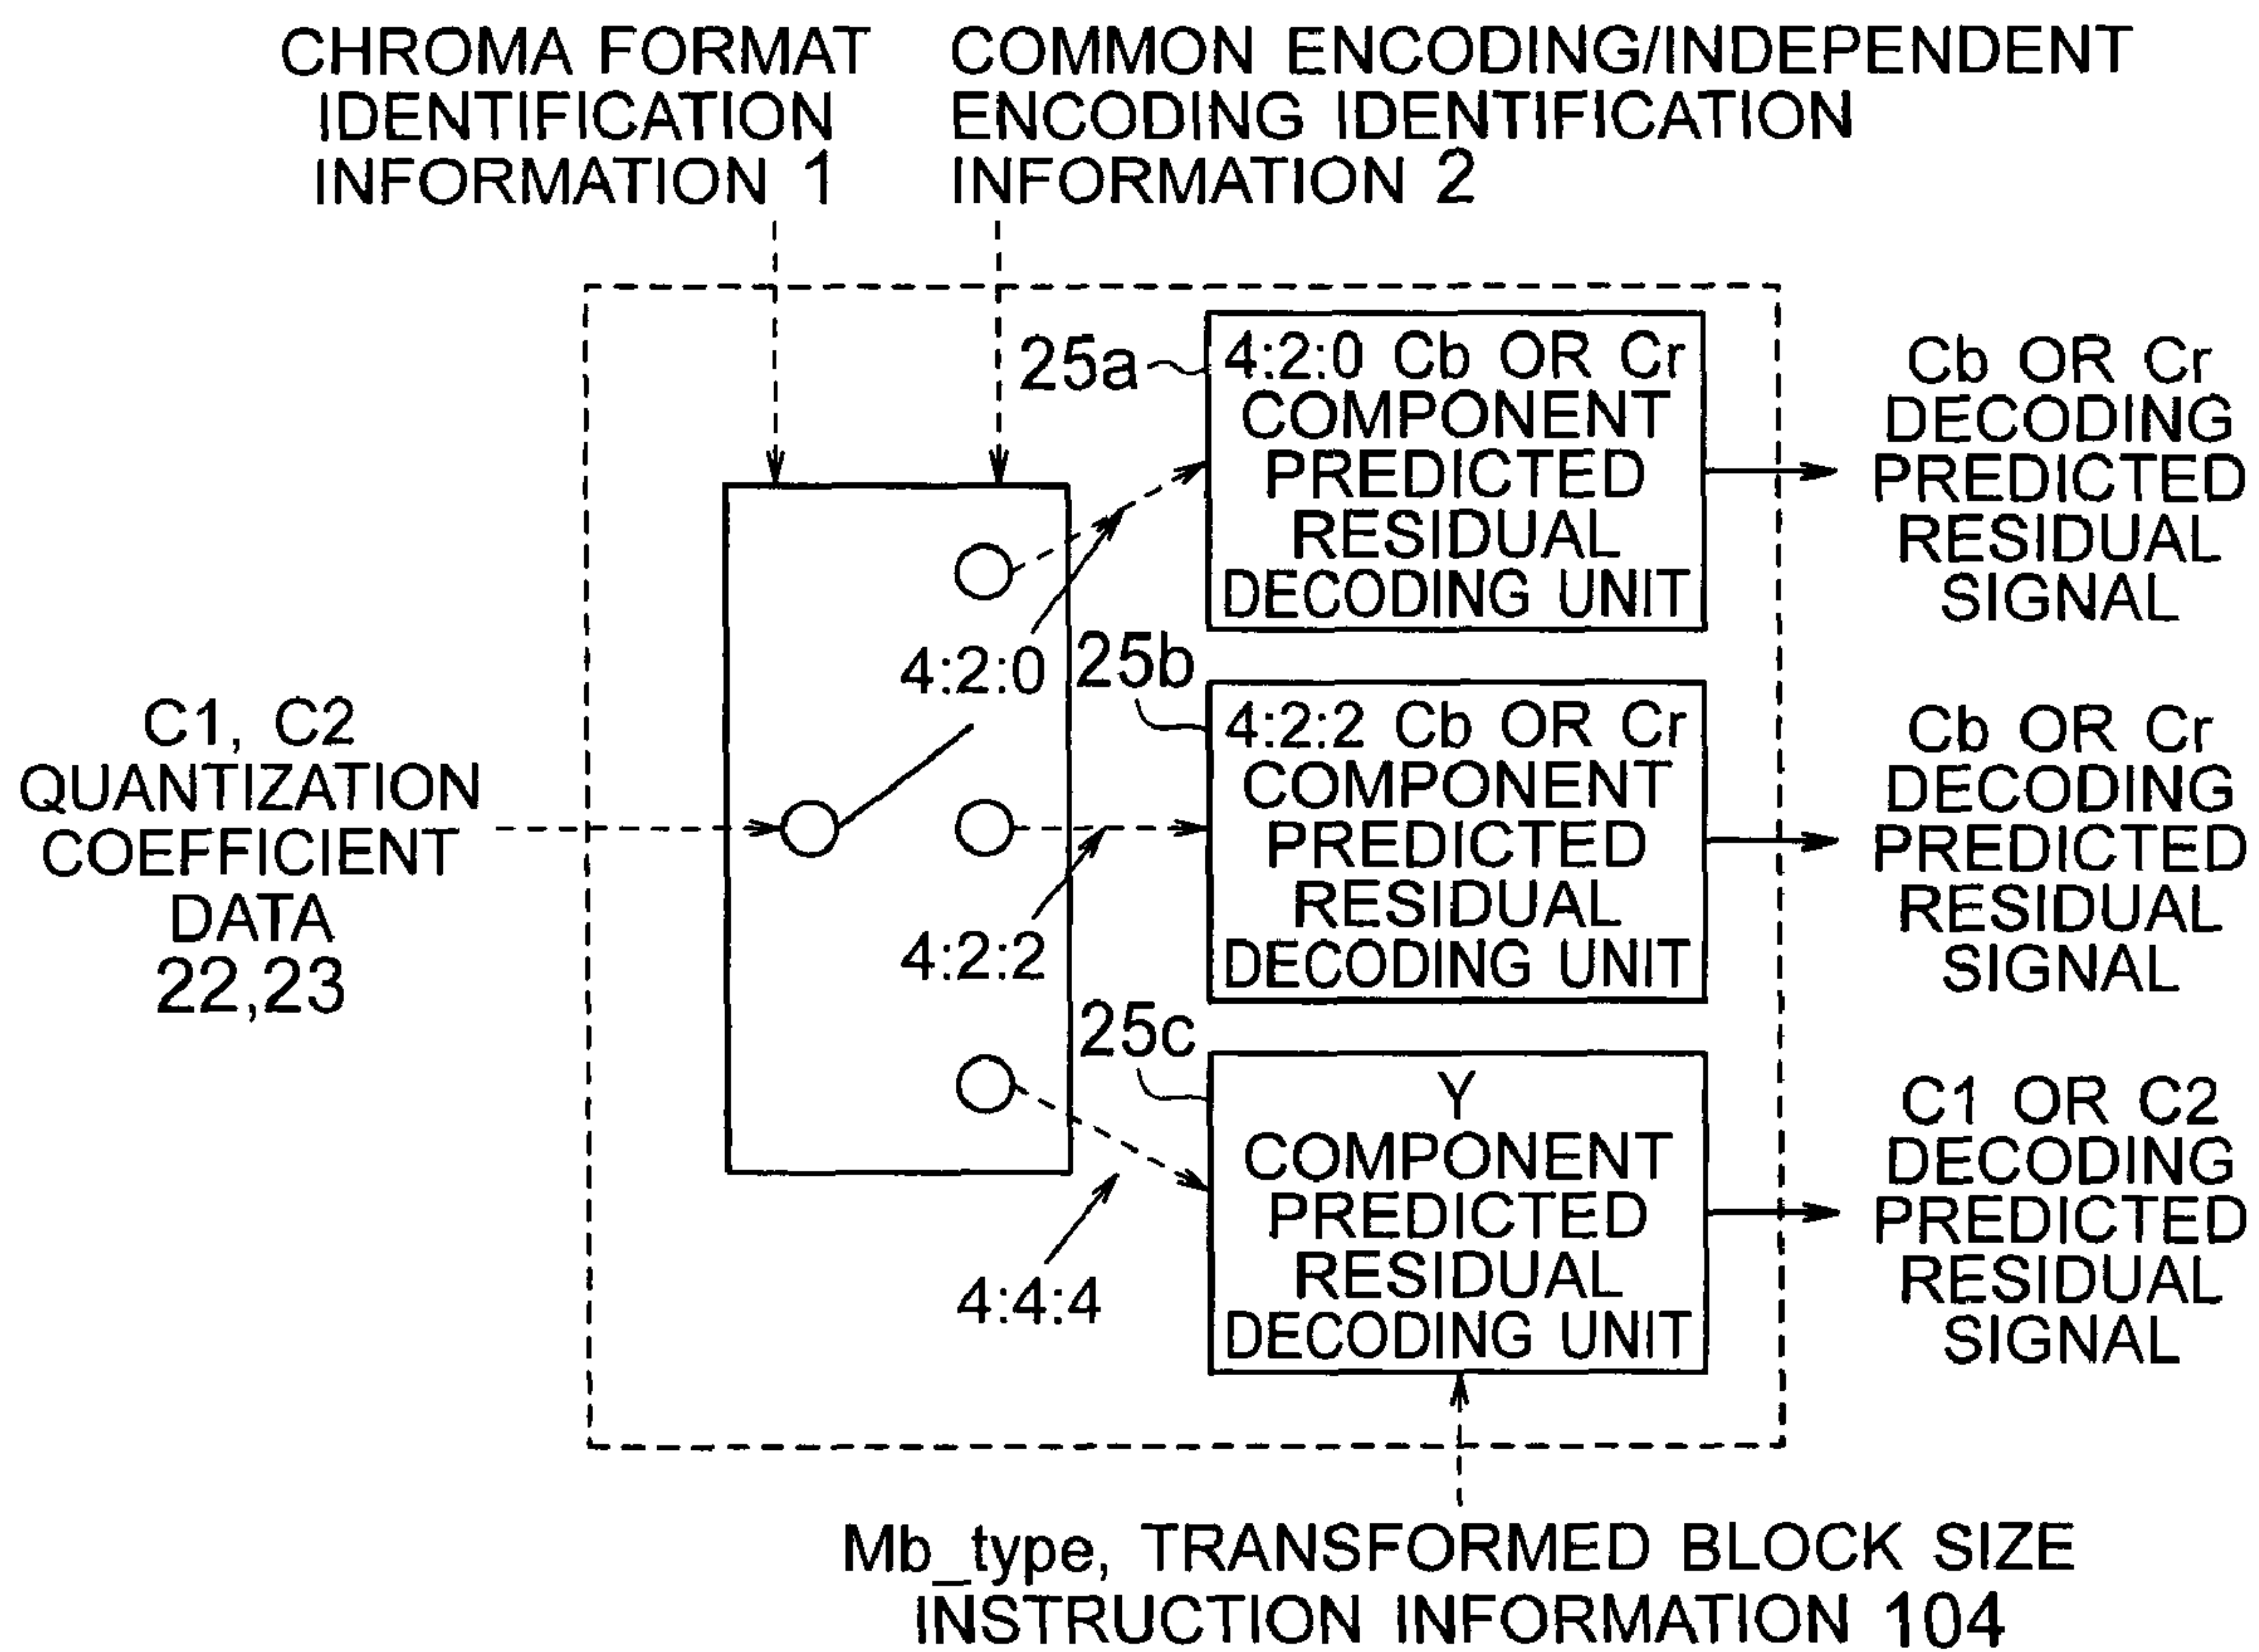 CHROMA FORMAT
IDENTIFICATION
INFORMATION 1
COMMON ENCODING/INDEPENDENT
ENCODING IDENTIFICATION
INFORMATION 2
25a
4:2:0 Cb OR Cr
COMPONENT
PREDICTED
RESIDUAL
DECODING UNIT
Cb OR Cr
DECODING
PREDICTED
RESIDUAL
SIGNAL
4:2:0
25b
4:2:2 Cb OR Cr
COMPONENT
PREDICTED
RESIDUAL
DECODING UNIT
Cb OR Cr
DECODING
PREDICTED
RESIDUAL
SIGNAL
C1, C2
QUANTIZATION
COEFFICIENT
DATA
22,23
4:2:2
25c
Y
COMPONENT
PREDICTED
RESIDUAL
DECODING UNIT
C1 OR C2
DECODING
PREDICTED
RESIDUAL
SIGNAL
4:4:4
Mb_type, TRANSFORMED BLOCK SIZE
INSTRUCTION INFORMATION 104